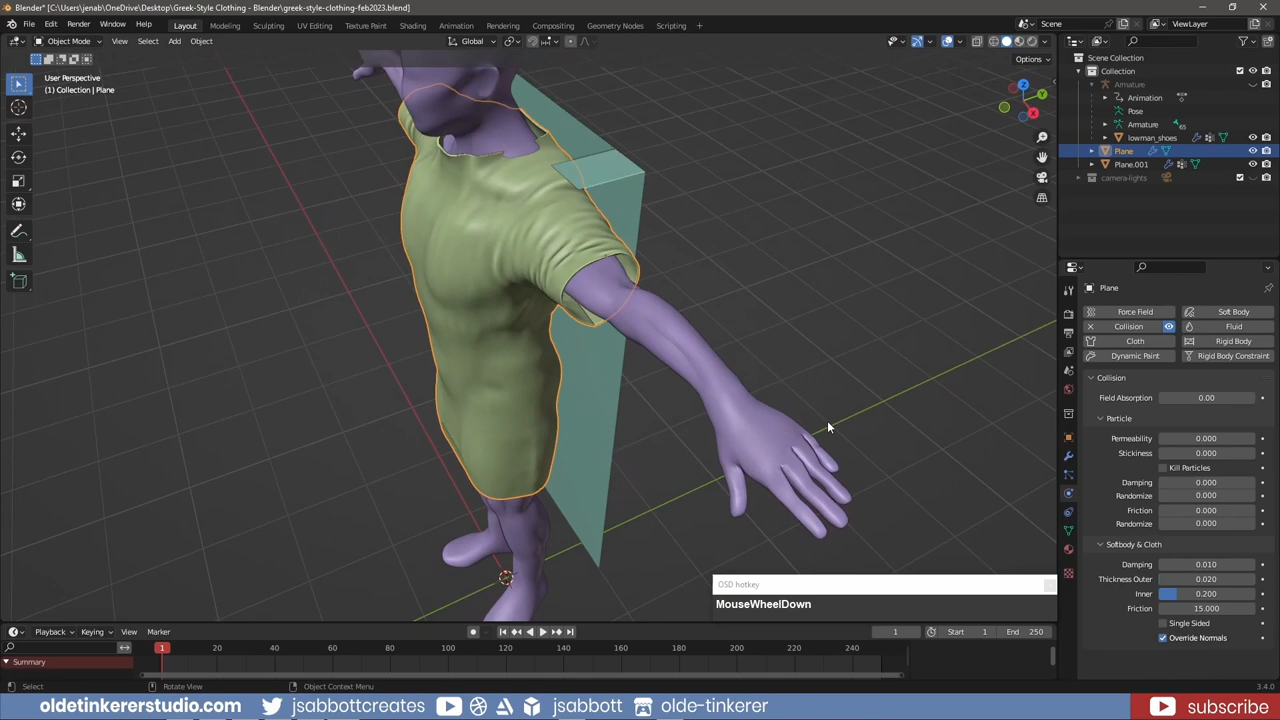 Blender* [C:\Users\jenab\OneDrive\Desktop\Greek-Style Clothing - Blender\greek-style-clothing-feb2023.blend]
File Edit Render Window Help Layout Modeling Sculpting UV Editing Texture Paint Shading Animation Rendering Compositing Geometry Nodes Scripting + Scene ViewLayer
Object Mode View Select Add Object Global
Options
User Perspective
(1) Collection | Plane
Scene Collection
Collection
Armature
Animation
Pose
Armature 65
lowman_shoes
Plane
Plane.001
camera-lights
Plane
Force Field Soft Body
Collision Fluid
Cloth Rigid Body
Dynamic Paint Rigid Body Constraint
Collision
Field Absorption 0.00
Particle
Permeability 0.000
Stickiness 0.000
Kill Particles
Damping 0.000
Randomize 0.000
Friction 0.000
Randomize 0.000
Softbody & Cloth
Damping 0.010
Thickness Outer 0.020
Inner 0.200
Friction 15.000
Single Sided
Override Normals
X Y Z
OSD hotkey
MouseWheelDown
Playback Keying View Marker 1 Start 1 End 250
1 20 40 60 80 100 120 140 160 180 200 220 240
Summary
Select Rotate View Object Context Menu 3.4.0
oldetinkererstudio.com jsabbottcreates jsabbott olde-tinkerer subscribe